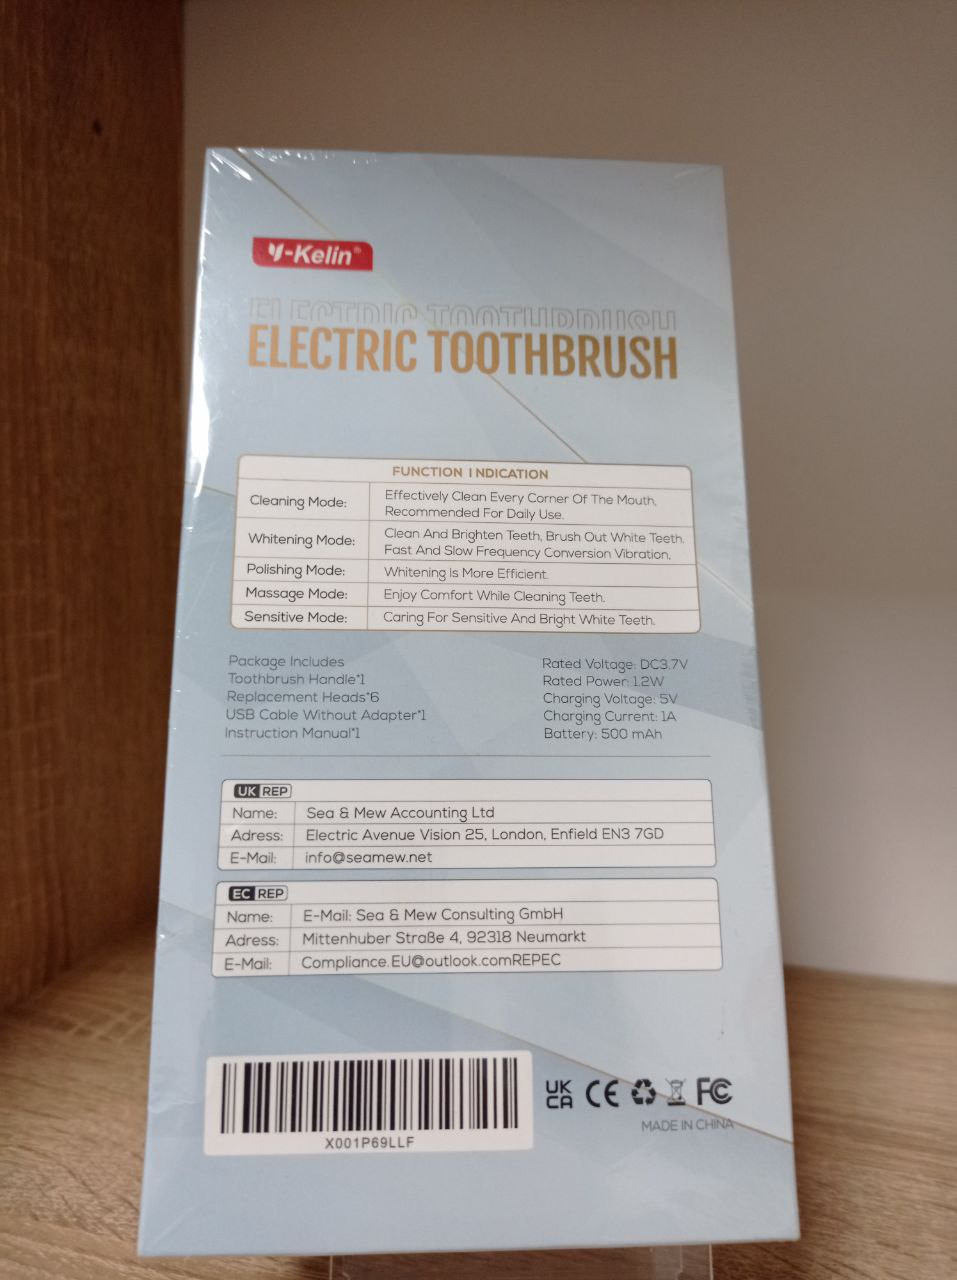 Y-Kelin®
ELECTRIC TOOTHBRUSH
ELECTRIC TOOTHBRUSH
FUNCTION I NDICATION
Cleaning Mode: Effectively Clean Every Corner Of The Mouth,
Recommended For Daily Use.
Whitening Mode: Clean And Brighten Teeth, Brush Out White Teeth.
Fast And Slow Frequency Conversion Vibration.
Polishing Mode: Whitening Is More Efficient.
Massage Mode: Enjoy Comfort While Cleaning Teeth.
Sensitive Mode: Caring For Sensitive And Bright White Teeth.
Package Includes
Toothbrush Handle*1
Replacement Heads*6
USB Cable Without Adapter*1
Instruction Manual*1
Rated Voltage: DC3.7V
Rated Power: 1.2W
Charging Voltage: 5V
Charging Current: 1A
Battery: 500 mAh
UK REP
Name: Sea & Mew Accounting Ltd
Adress: Electric Avenue Vision 25, London, Enfield EN3 7GD
E-Mail: info@seamew.net
EC REP
Name: E-Mail: Sea & Mew Consulting GmbH
Adress: Mittenhuber Straße 4, 92318 Neumarkt
E-Mail: Compliance.EU@outlook.comREPEC
X001P69LLF
UK
CA CE FC
MADE IN CHINA